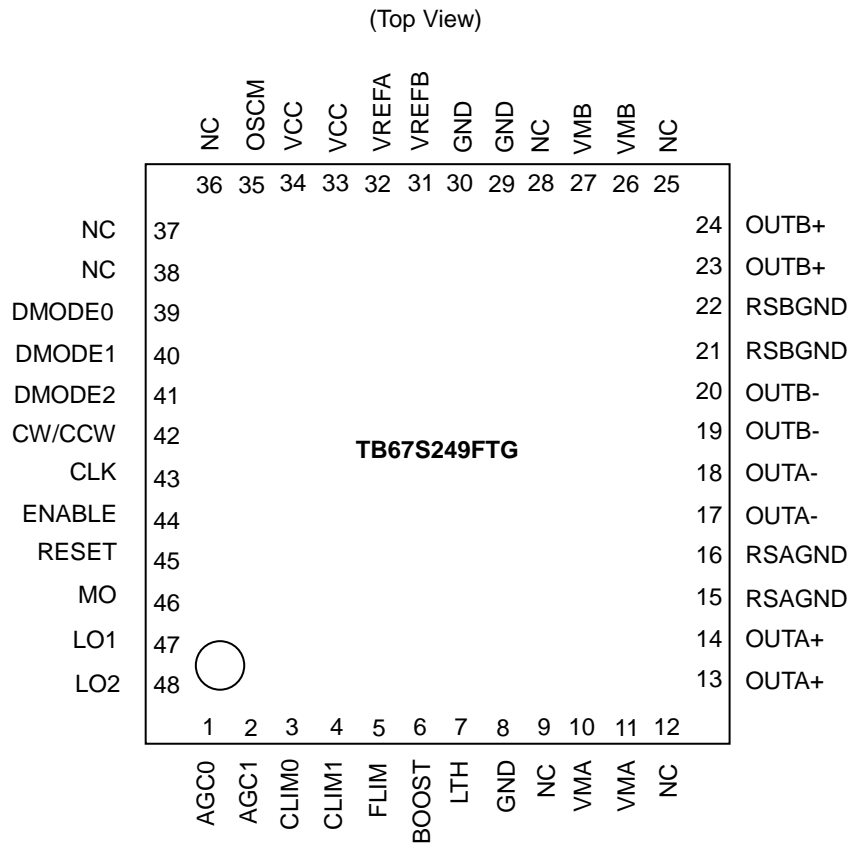 (Top View)
NC OSCM VCC VCC VREFA VREFB GND GND NC VMB VMB NC
36 35 34 33 32 31 30 29 28 27 26 25
NC 37 24 OUTB+
NC 38 23 OUTB+
DMODE0 39 22 RSBGND
DMODE1 40 21 RSBGND
DMODE2 41 20 OUTB-
CW/CCW 42 19 OUTB-
TB67S249FTG
CLK 43 18 OUTA-
ENABLE 44 17 OUTA-
RESET 45 16 RSAGND
MO 46 15 RSAGND
LO1 47 14 OUTA+
LO2 48 13 OUTA+
1 2 3 4 5 6 7 8 9 10 11 12
AGC0 AGC1 CLIM0 CLIM1 FLIM BOOST LTH GND NC VMA VMA NC